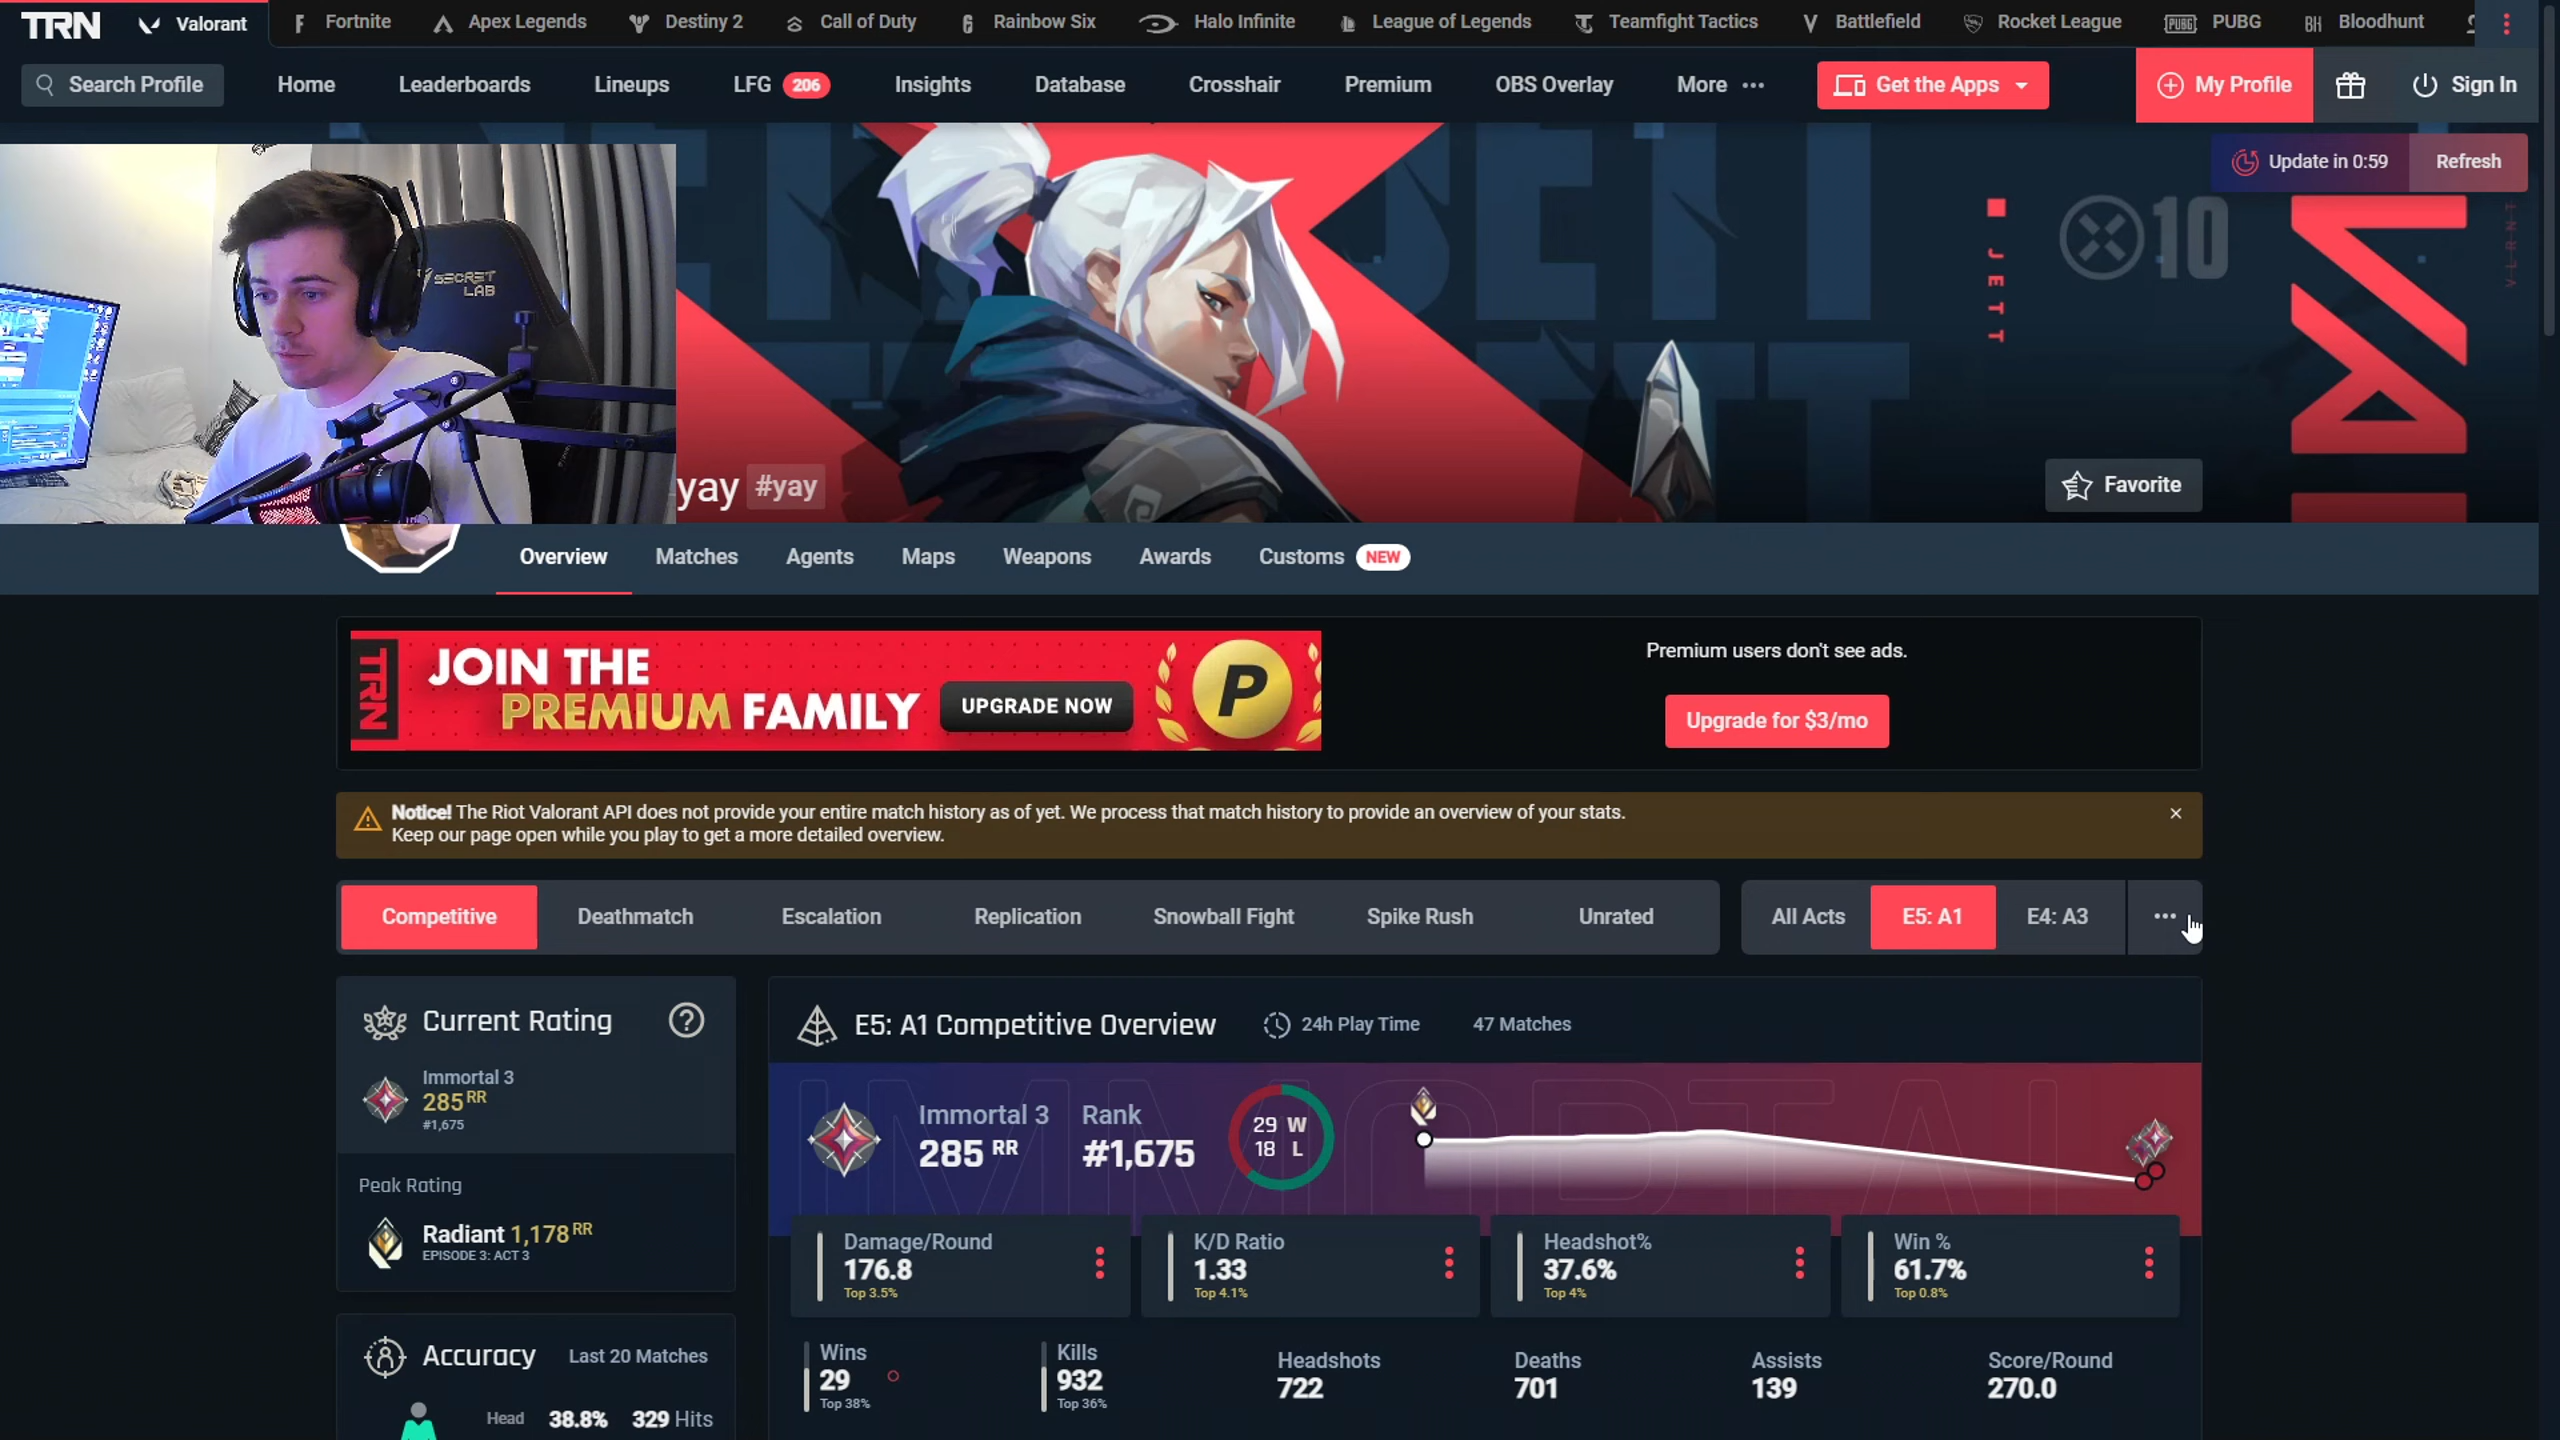 TRN Valorant Fortnite Apex Legends Destiny 2 Call of Duty Rainbow Six Halo Infinite League of Legends Teamfight Tactics Battlefield Rocket League PUBG PUBG BH Bloodhunt
Search Profile Home Leaderboards Lineups LFG 206 Insights Database Crosshair Premium OBS Overlay More ••• Get the Apps My Profile Sign In
Update in 0:59 Refresh
JETT
10
SECRET
LAB
yay #yay
Favorite
Overview Matches Agents Maps Weapons Awards Customs NEW
TRN
JOIN THE
PREMIUM FAMILY
UPGRADE NOW
P
Premium users don't see ads.
Upgrade for $3/mo
Notice! The Riot Valorant API does not provide your entire match history as of yet. We process that match history to provide an overview of your stats.
Keep our page open while you play to get a more detailed overview.
Competitive Deathmatch Escalation Replication Snowball Fight Spike Rush Unrated All Acts E5: A1 E4: A3 •••
Current Rating ?
Immortal 3
285 RR
#1,675
Peak Rating
Radiant 1,178 RR
EPISODE 3: ACT 3
Accuracy Last 20 Matches
Head 38.8% 329 Hits
E5: A1 Competitive Overview 24h Play Time 47 Matches
IMMORTAL
Immortal 3
285 RR
Rank
#1,675
29 W
18 L
Damage/Round
176.8
Top 3.5%
K/D Ratio
1.33
Top 4.1%
Headshot%
37.6%
Top 4%
Win %
61.7%
Top 0.8%
Wins
29
Top 38%
Kills
932
Top 36%
Headshots
722
Deaths
701
Assists
139
Score/Round
270.0